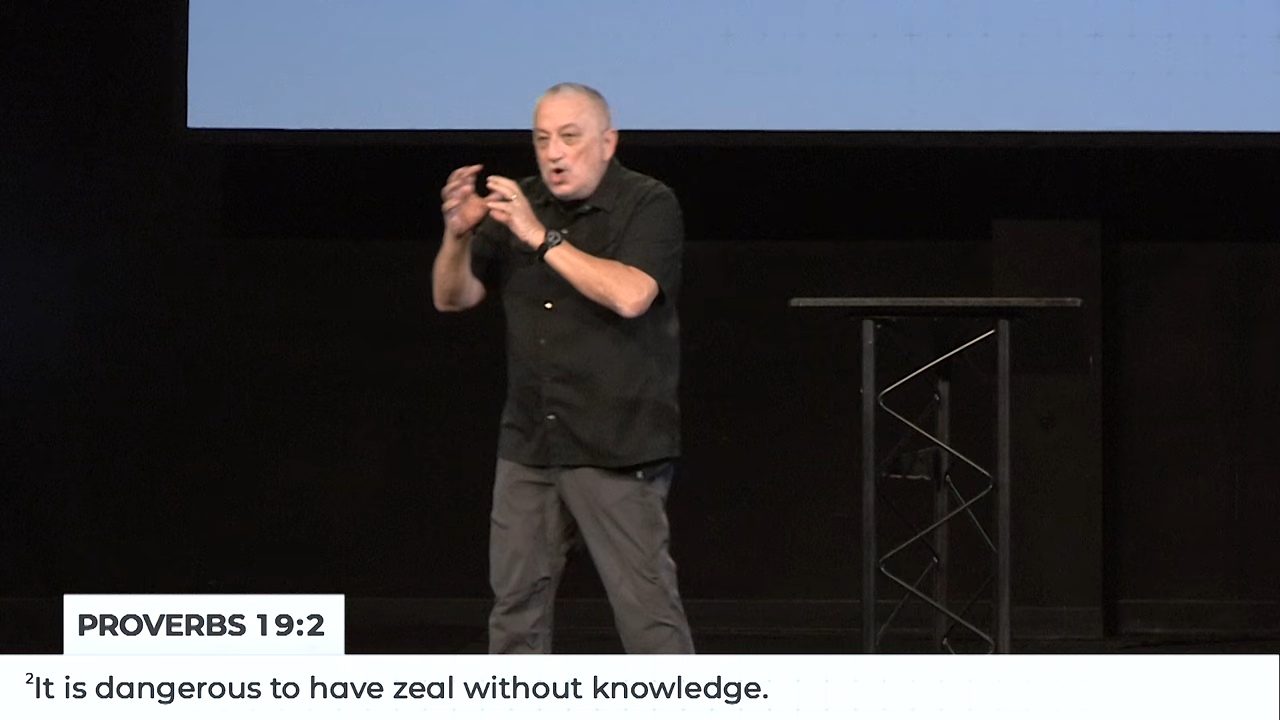 PROVERBS 19:2
²It is dangerous to have zeal without knowledge.